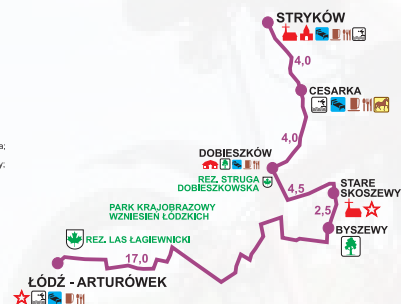 STRYKÓW
4,0
CESARKA
a;
y;
4,0
DOBIESZKÓW
REZ. STRUGA
DOBIESZKOWSKA
4,5
STARE
SKOSZEWY
PARK KRAJOBRAZOWY
WZNIESIEŃ ŁÓDZKICH
2,5
BYSZEWY
REZ. LAS ŁAGIEWNICKI
17,0
ŁÓDŹ - ARTURÓWEK